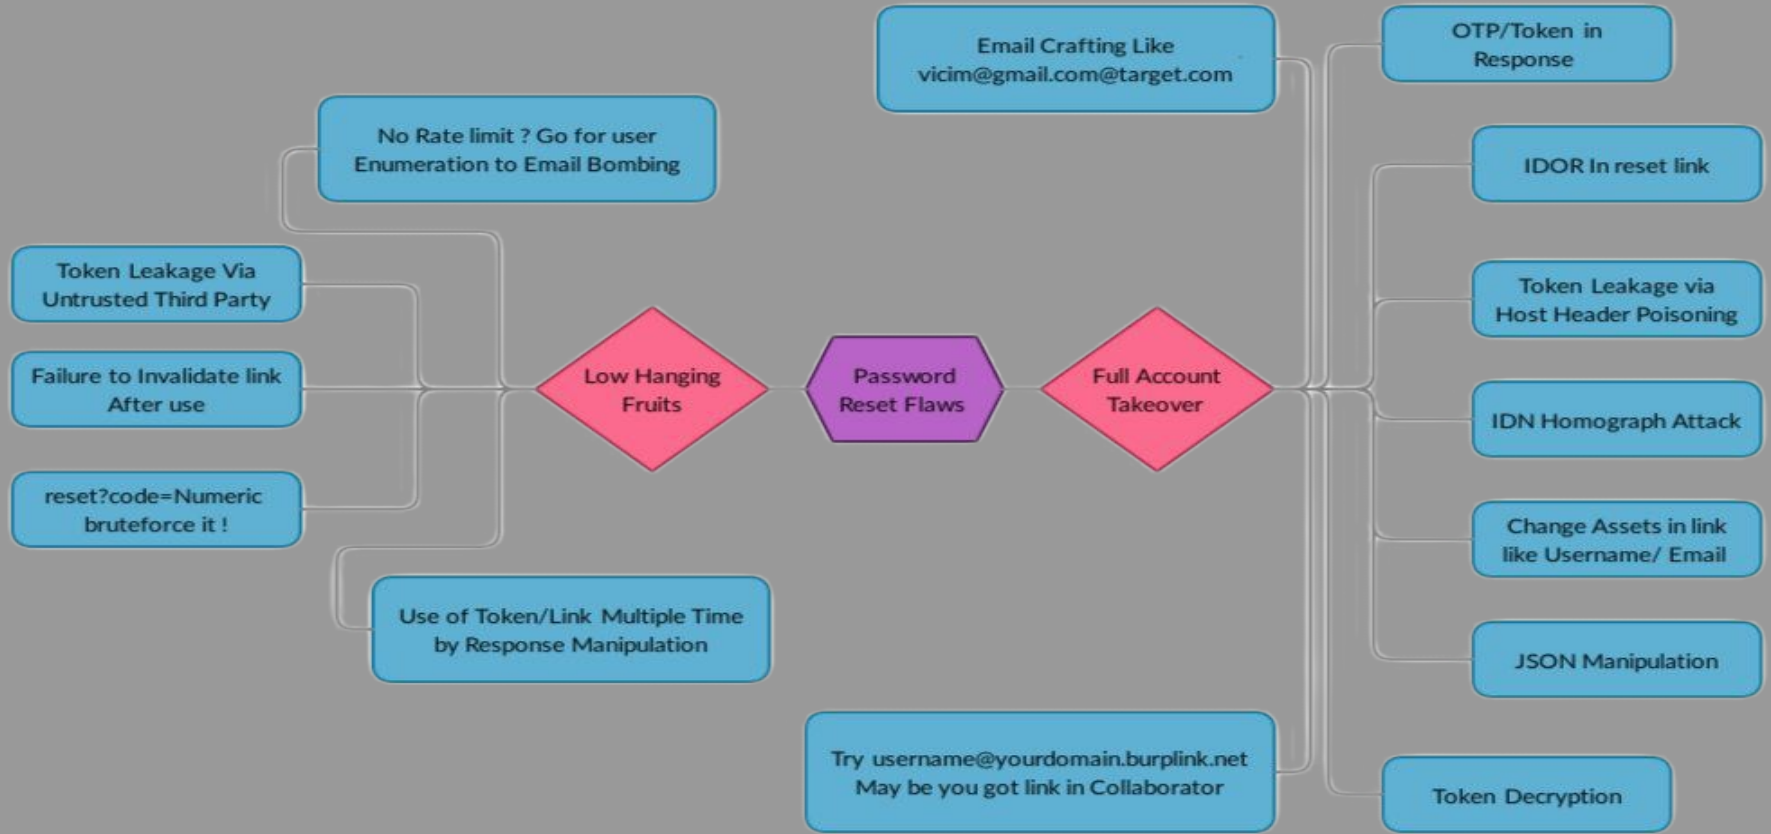 Email Crafting Like
vicim@gmail.com@target.com
OTP/Token in
Response
No Rate limit ? Go for user
Enumeration to Email Bombing
IDOR In reset link
Token Leakage Via
Untrusted Third Party
Token Leakage via
Host Header Poisoning
Failure to Invalidate link
After use
Low Hanging
Fruits
Password
Reset Flaws
Full Account
Takeover
IDN Homograph Attack
reset?code=Numeric
bruteforce it !
Change Assets in link
like Username/ Email
Use of Token/Link Multiple Time
by Response Manipulation
JSON Manipulation
Try username@yourdomain.burplink.net
May be you got link in Collaborator
Token Decryption